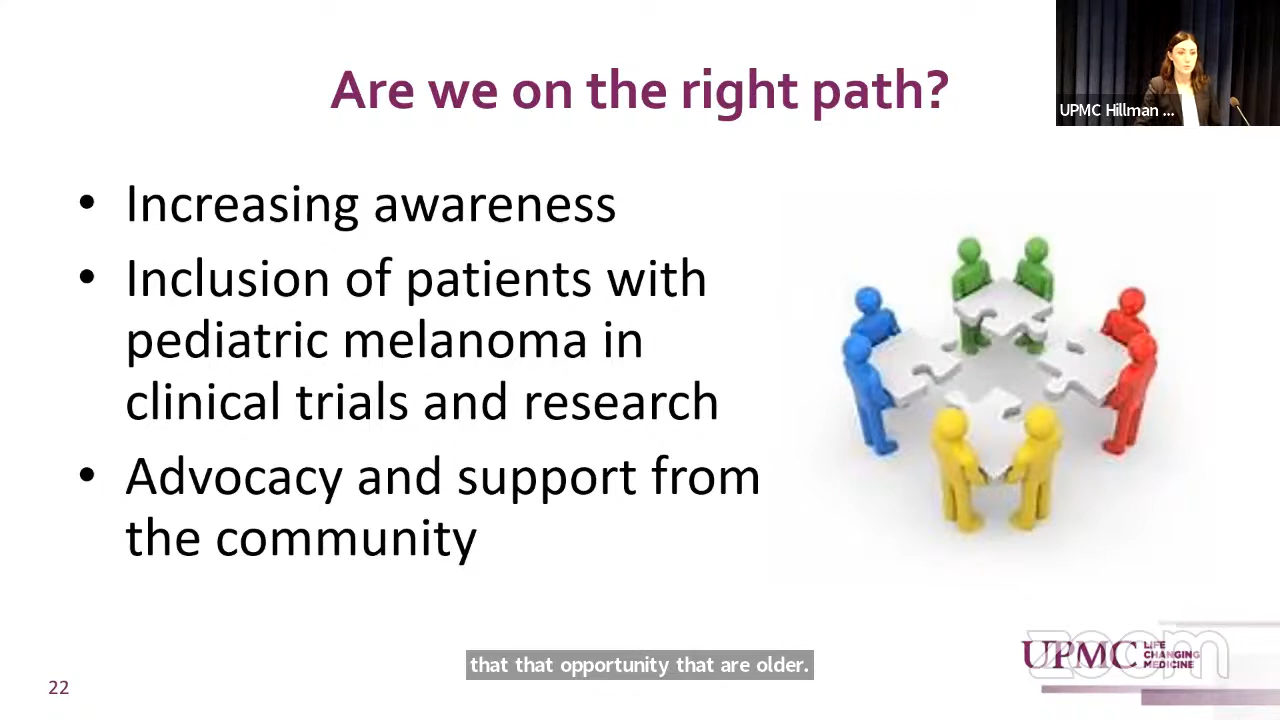 Are we on the right path?
UPMC Hillman ...
• Increasing awareness
• Inclusion of patients with
pediatric melanoma in
clinical trials and research
• Advocacy and support from
the community
that that opportunity that are older.
22
UPMC
LIFE
CHANGING
MEDICINE
zoom